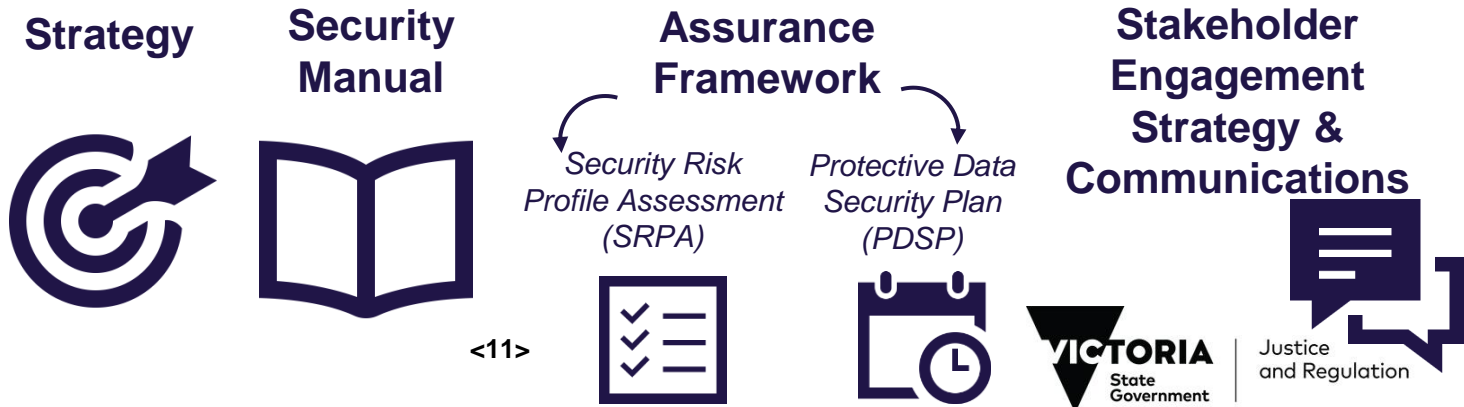 Strategy
Security
Manual
Assurance
Framework
Security Risk
Profile Assessment
(SRPA)
Protective Data
Security Plan
(PDSP)
Stakeholder
Engagement
Strategy &
Communications
<11>
VICTORIA
State
Government
Justice
and Regulation